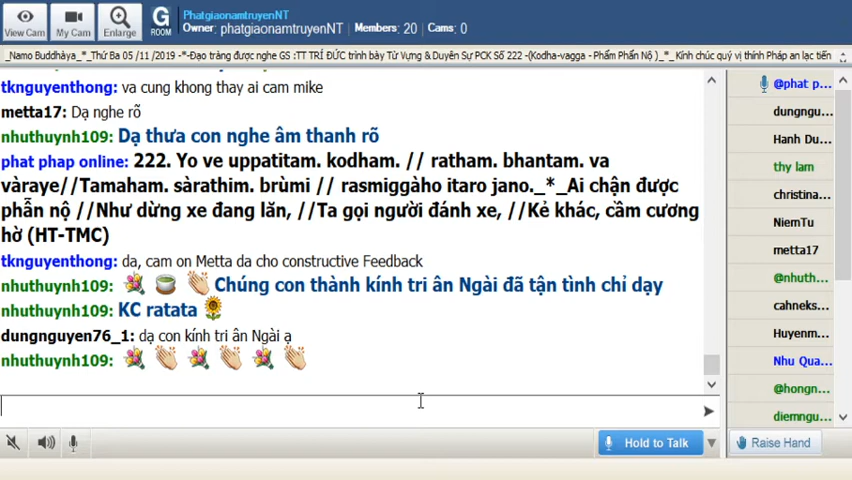 View Cam
My Cam
Enlarge
G
ROOM
PhatgiaonamtruyenNT
Owner: phatgiaonamtruyenNT | Members: 20 | Cams: 0
_Namo Buddhàya_*_Thứ Ba 05 /11 /2019 -*-Đạo tràng được nghe GS :TT TRÍ ĐỨC trình bày Từ Vựng & Duyên Sự PCK Số 222 -(Kodha-vagga - Phẩm Phẩn Nộ )_*_ Kính chúc quý vị thính Pháp an lạc tiến
tknguyenthong: va cung khong thay ai cam mike
metta17: Dạ nghe rõ
nhuthuynh109: Dạ thưa con nghe âm thanh rõ
phat phap online: 222. Yo ve uppatitam. kodham. // ratham. bhantam. va
vàraye//Tamaham. sàrathim. brùmi // rasmiggàho itaro jano._*_Ai chận được
phẫn nộ //Như dừng xe đang lăn, //Ta gọi người đánh xe, //Kẻ khác, cầm cương
hờ (HT-TMC)
tknguyenthong: da, cam on Metta da cho constructive Feedback
nhuthuynh109: Chúng con thành kính tri ân Ngài đã tận tình chỉ dạy
nhuthuynh109: KC ratata
dungnguyen76_1: dạ con kính tri ân Ngài ạ
nhuthuynh109:
@phat p...
dungngu...
Hanh Du...
thy lam
christina...
NiemTu
metta17
@nhuth...
cahneks...
Huyenm...
Nhu Qua...
@hongn...
diemngu...
Hold to Talk
Raise Hand